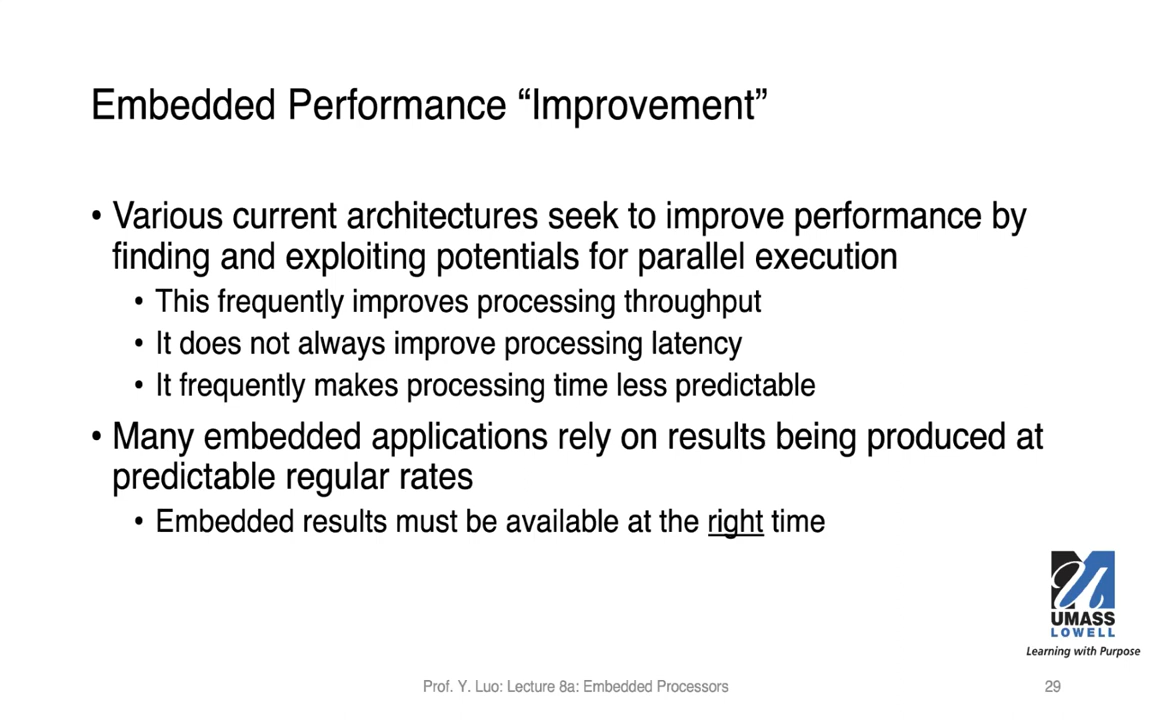 Embedded Performance “Improvement”
• Various current architectures seek to improve performance by
finding and exploiting potentials for parallel execution
• This frequently improves processing throughput
• It does not always improve processing latency
• It frequently makes processing time less predictable
• Many embedded applications rely on results being produced at
predictable regular rates
• Embedded results must be available at the right time
UMASS
LOWELL
Learning with Purpose
Prof. Y. Luo: Lecture 8a: Embedded Processors
29